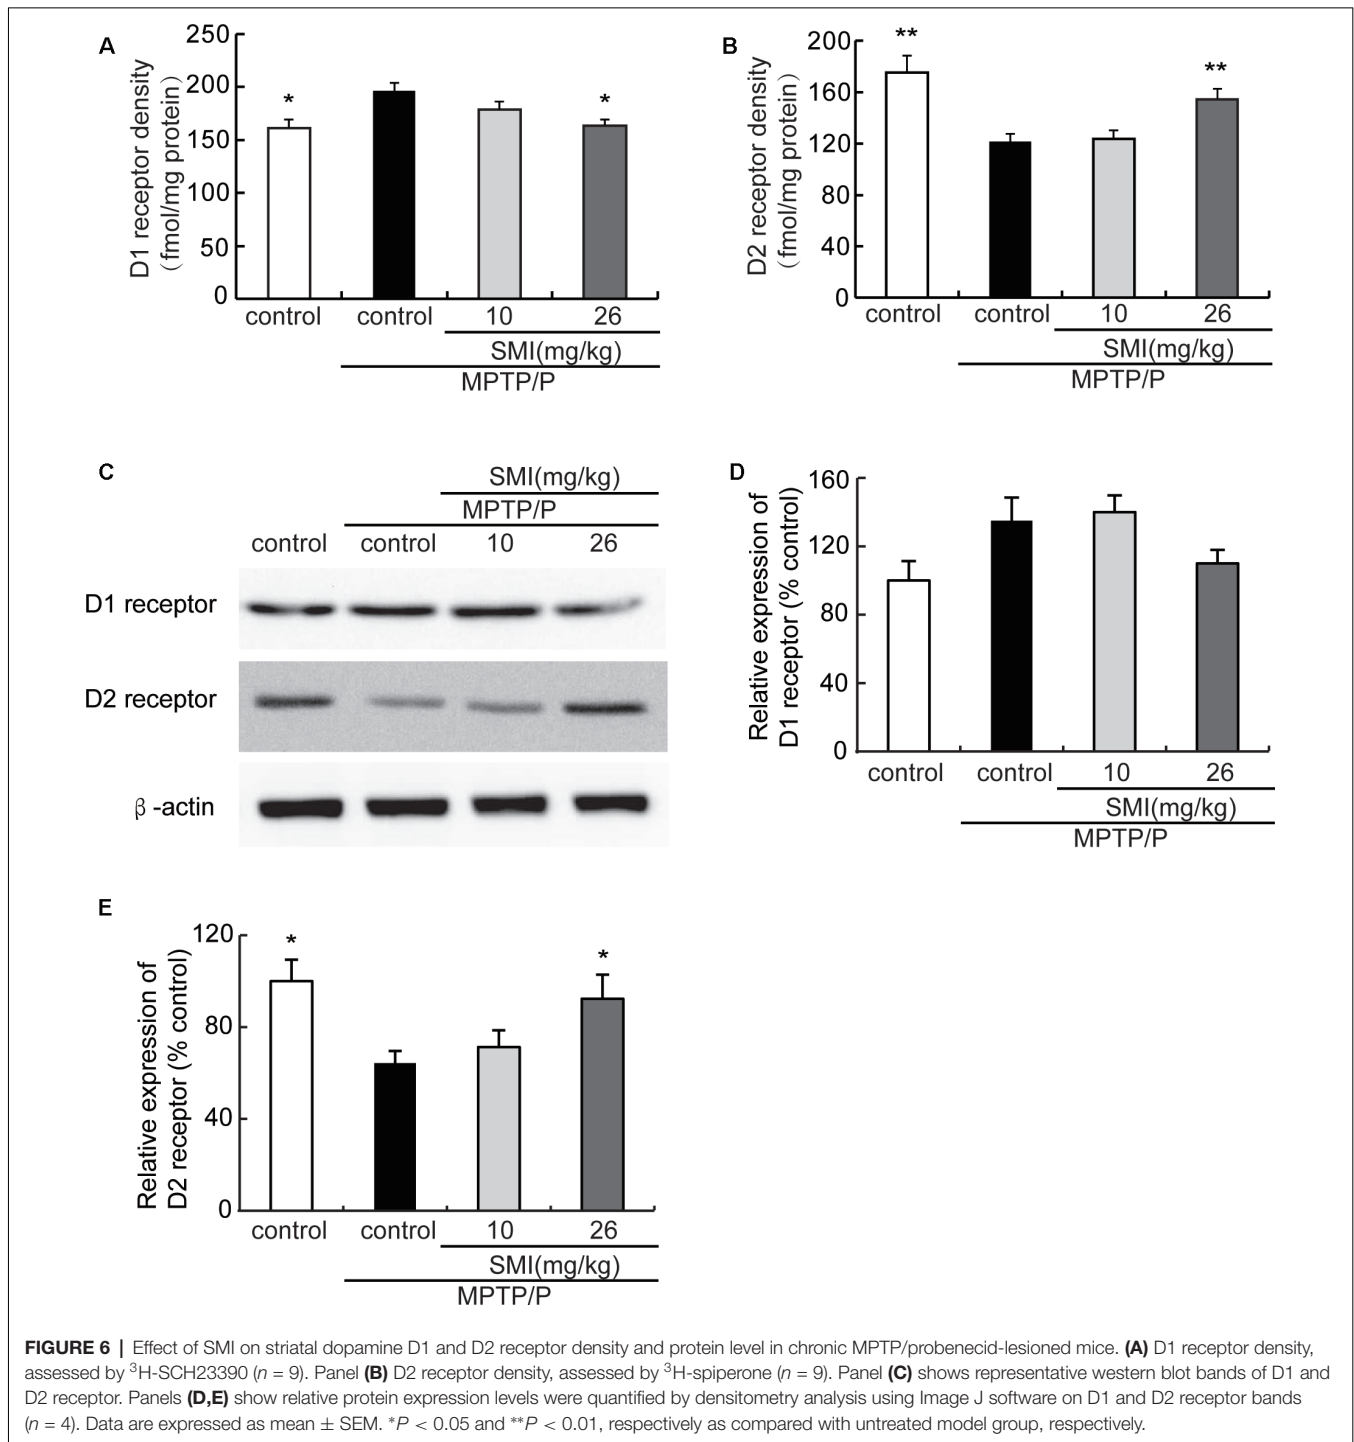 A
D1 receptor density
(fmol/mg protein)
250
200
150
100
50
0
*
*
control control 10 26
SMI(mg/kg)
MPTP/P
B
D2 receptor density
(fmol/mg protein)
200
160
120
80
40
0
**
**
control control 10 26
SMI(mg/kg)
MPTP/P
C
SMI(mg/kg)
MPTP/P
control control 10 26
D1 receptor
D2 receptor
β-actin
D
Relative expression of
D1 receptor (% control)
160
120
80
40
0
control control 10 26
SMI(mg/kg)
MPTP/P
E
Relative expression of
D2 receptor (% control)
120
80
40
0
*
*
control control 10 26
SMI(mg/kg)
MPTP/P
FIGURE 6 | Effect of SMI on striatal dopamine D1 and D2 receptor density and protein level in chronic MPTP/probenecid-lesioned mice. (A) D1 receptor density,
assessed by ³H-SCH23390 (n = 9). Panel (B) D2 receptor density, assessed by ³H-spiperone (n = 9). Panel (C) shows representative western blot bands of D1 and
D2 receptor. Panels (D,E) show relative protein expression levels were quantified by densitometry analysis using Image J software on D1 and D2 receptor bands
(n = 4). Data are expressed as mean ± SEM. *P < 0.05 and **P < 0.01, respectively as compared with untreated model group, respectively.